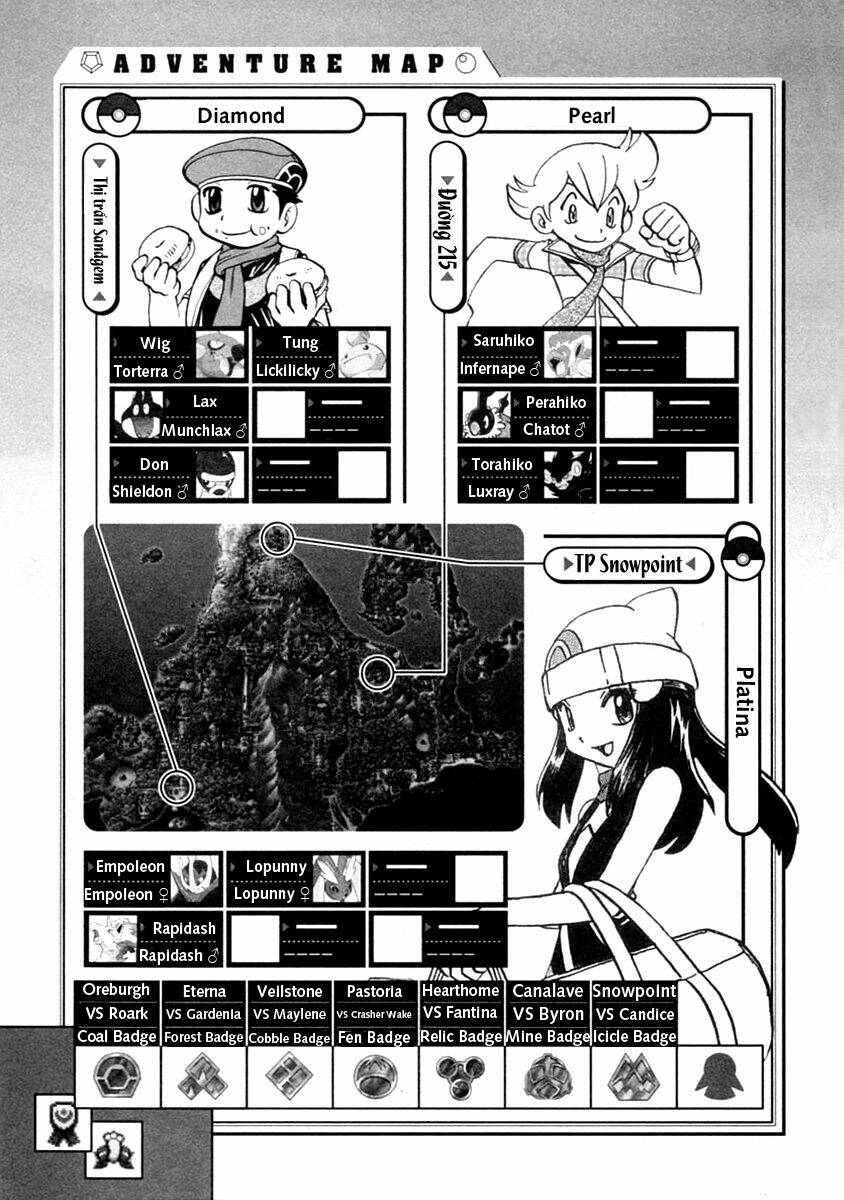 ADVENTURE MAP
Diamond
Thị trấn Sandgem
Wig
Torterra ♂
Tung
Lickilicky ♂
Lax
Munchlax ♂
Don
Shieldon ♂
Pearl
Đường 215
Saruhiko
Infernape ♂
Perahiko
Chatot ♂
Torahiko
Luxray ♂
TP Snowpoint
Platina
Empoleon
Empoleon ♀
Lopunny
Lopunny ♀
Rapidash
Rapidash ♂
Oreburgh
VS Roark
Coal Badge
Eterna
VS Gardenia
Forest Badge
Veilstone
VS Maylene
Cobble Badge
Pastoria
VS Crasher Wake
Fen Badge
Hearthome
VS Fantina
Relic Badge
Canalave
VS Byron
Mine Badge
Snowpoint
VS Candice
Icicle Badge